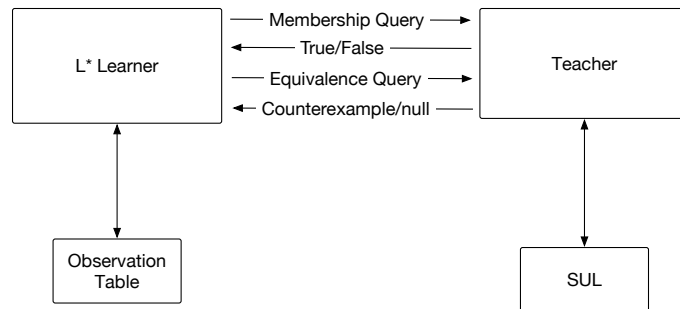 Membership Query
True/False
L* Learner
Equivalence Query
Counterexample/null
Teacher
Observation
Table
SUL